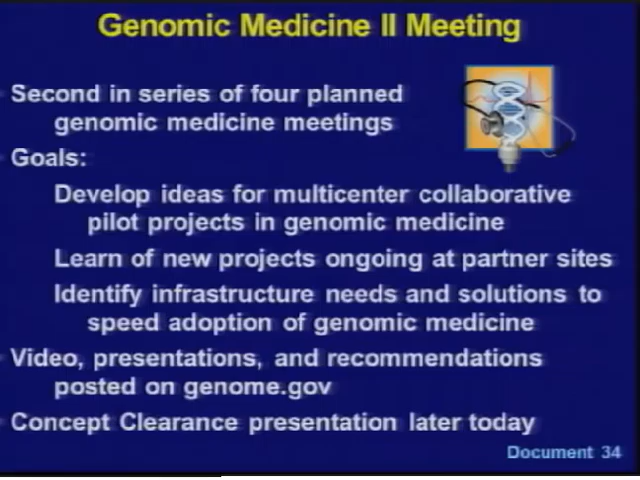 Genomic Medicine II Meeting
Second in series of four planned
genomic medicine meetings
Goals:
Develop ideas for multicenter collaborative
pilot projects in genomic medicine
Learn of new projects ongoing at partner sites
Identify infrastructure needs and solutions to
speed adoption of genomic medicine
Video, presentations, and recommendations
posted on genome.gov
Concept Clearance presentation later today
Document 34